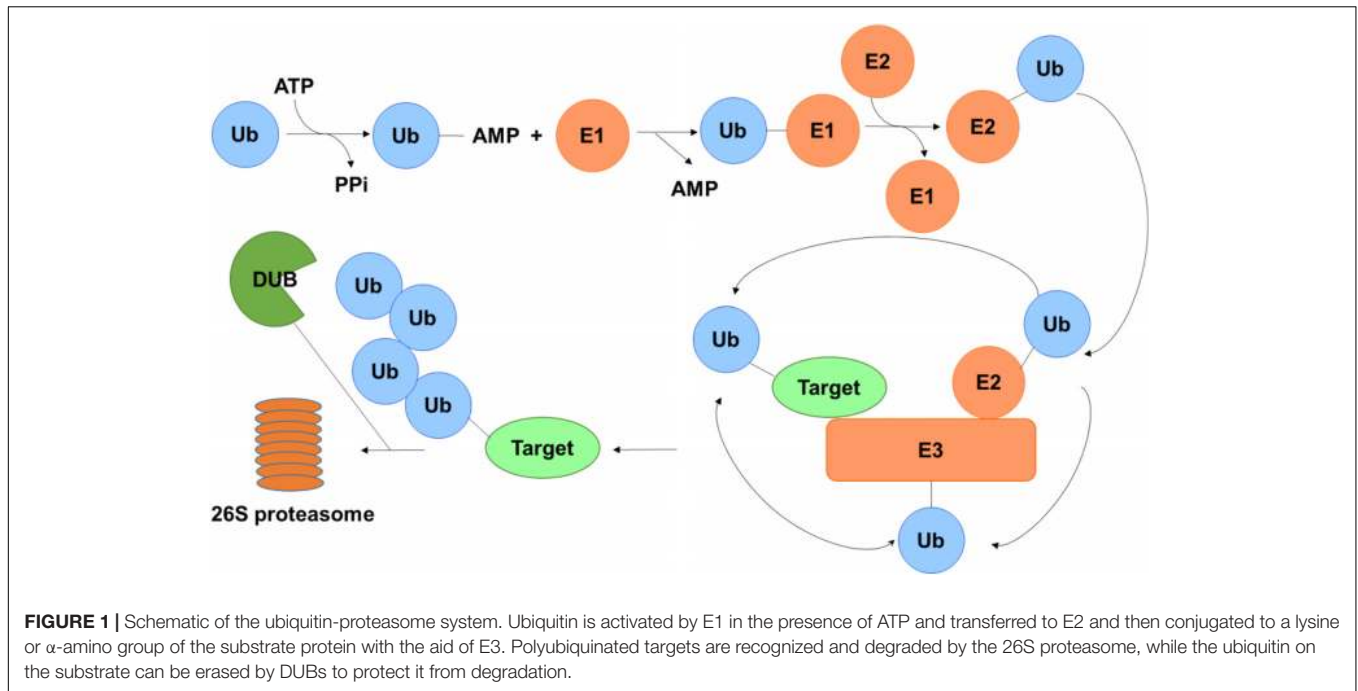 E2
Ub
ATP
Ub
Ub
AMP +
E1
Ub
E1
E2
PPi
AMP
E1
DUB
Ub
Ub
Ub
Ub
Ub
Ub
E2
Target
Ub
Target
E3
26S proteasome
Ub
FIGURE 1 | Schematic of the ubiquitin-proteasome system. Ubiquitin is activated by E1 in the presence of ATP and transferred to E2 and then conjugated to a lysine
or α-amino group of the substrate protein with the aid of E3. Polyubiquinated targets are recognized and degraded by the 26S proteasome, while the ubiquitin on
the substrate can be erased by DUBs to protect it from degradation.